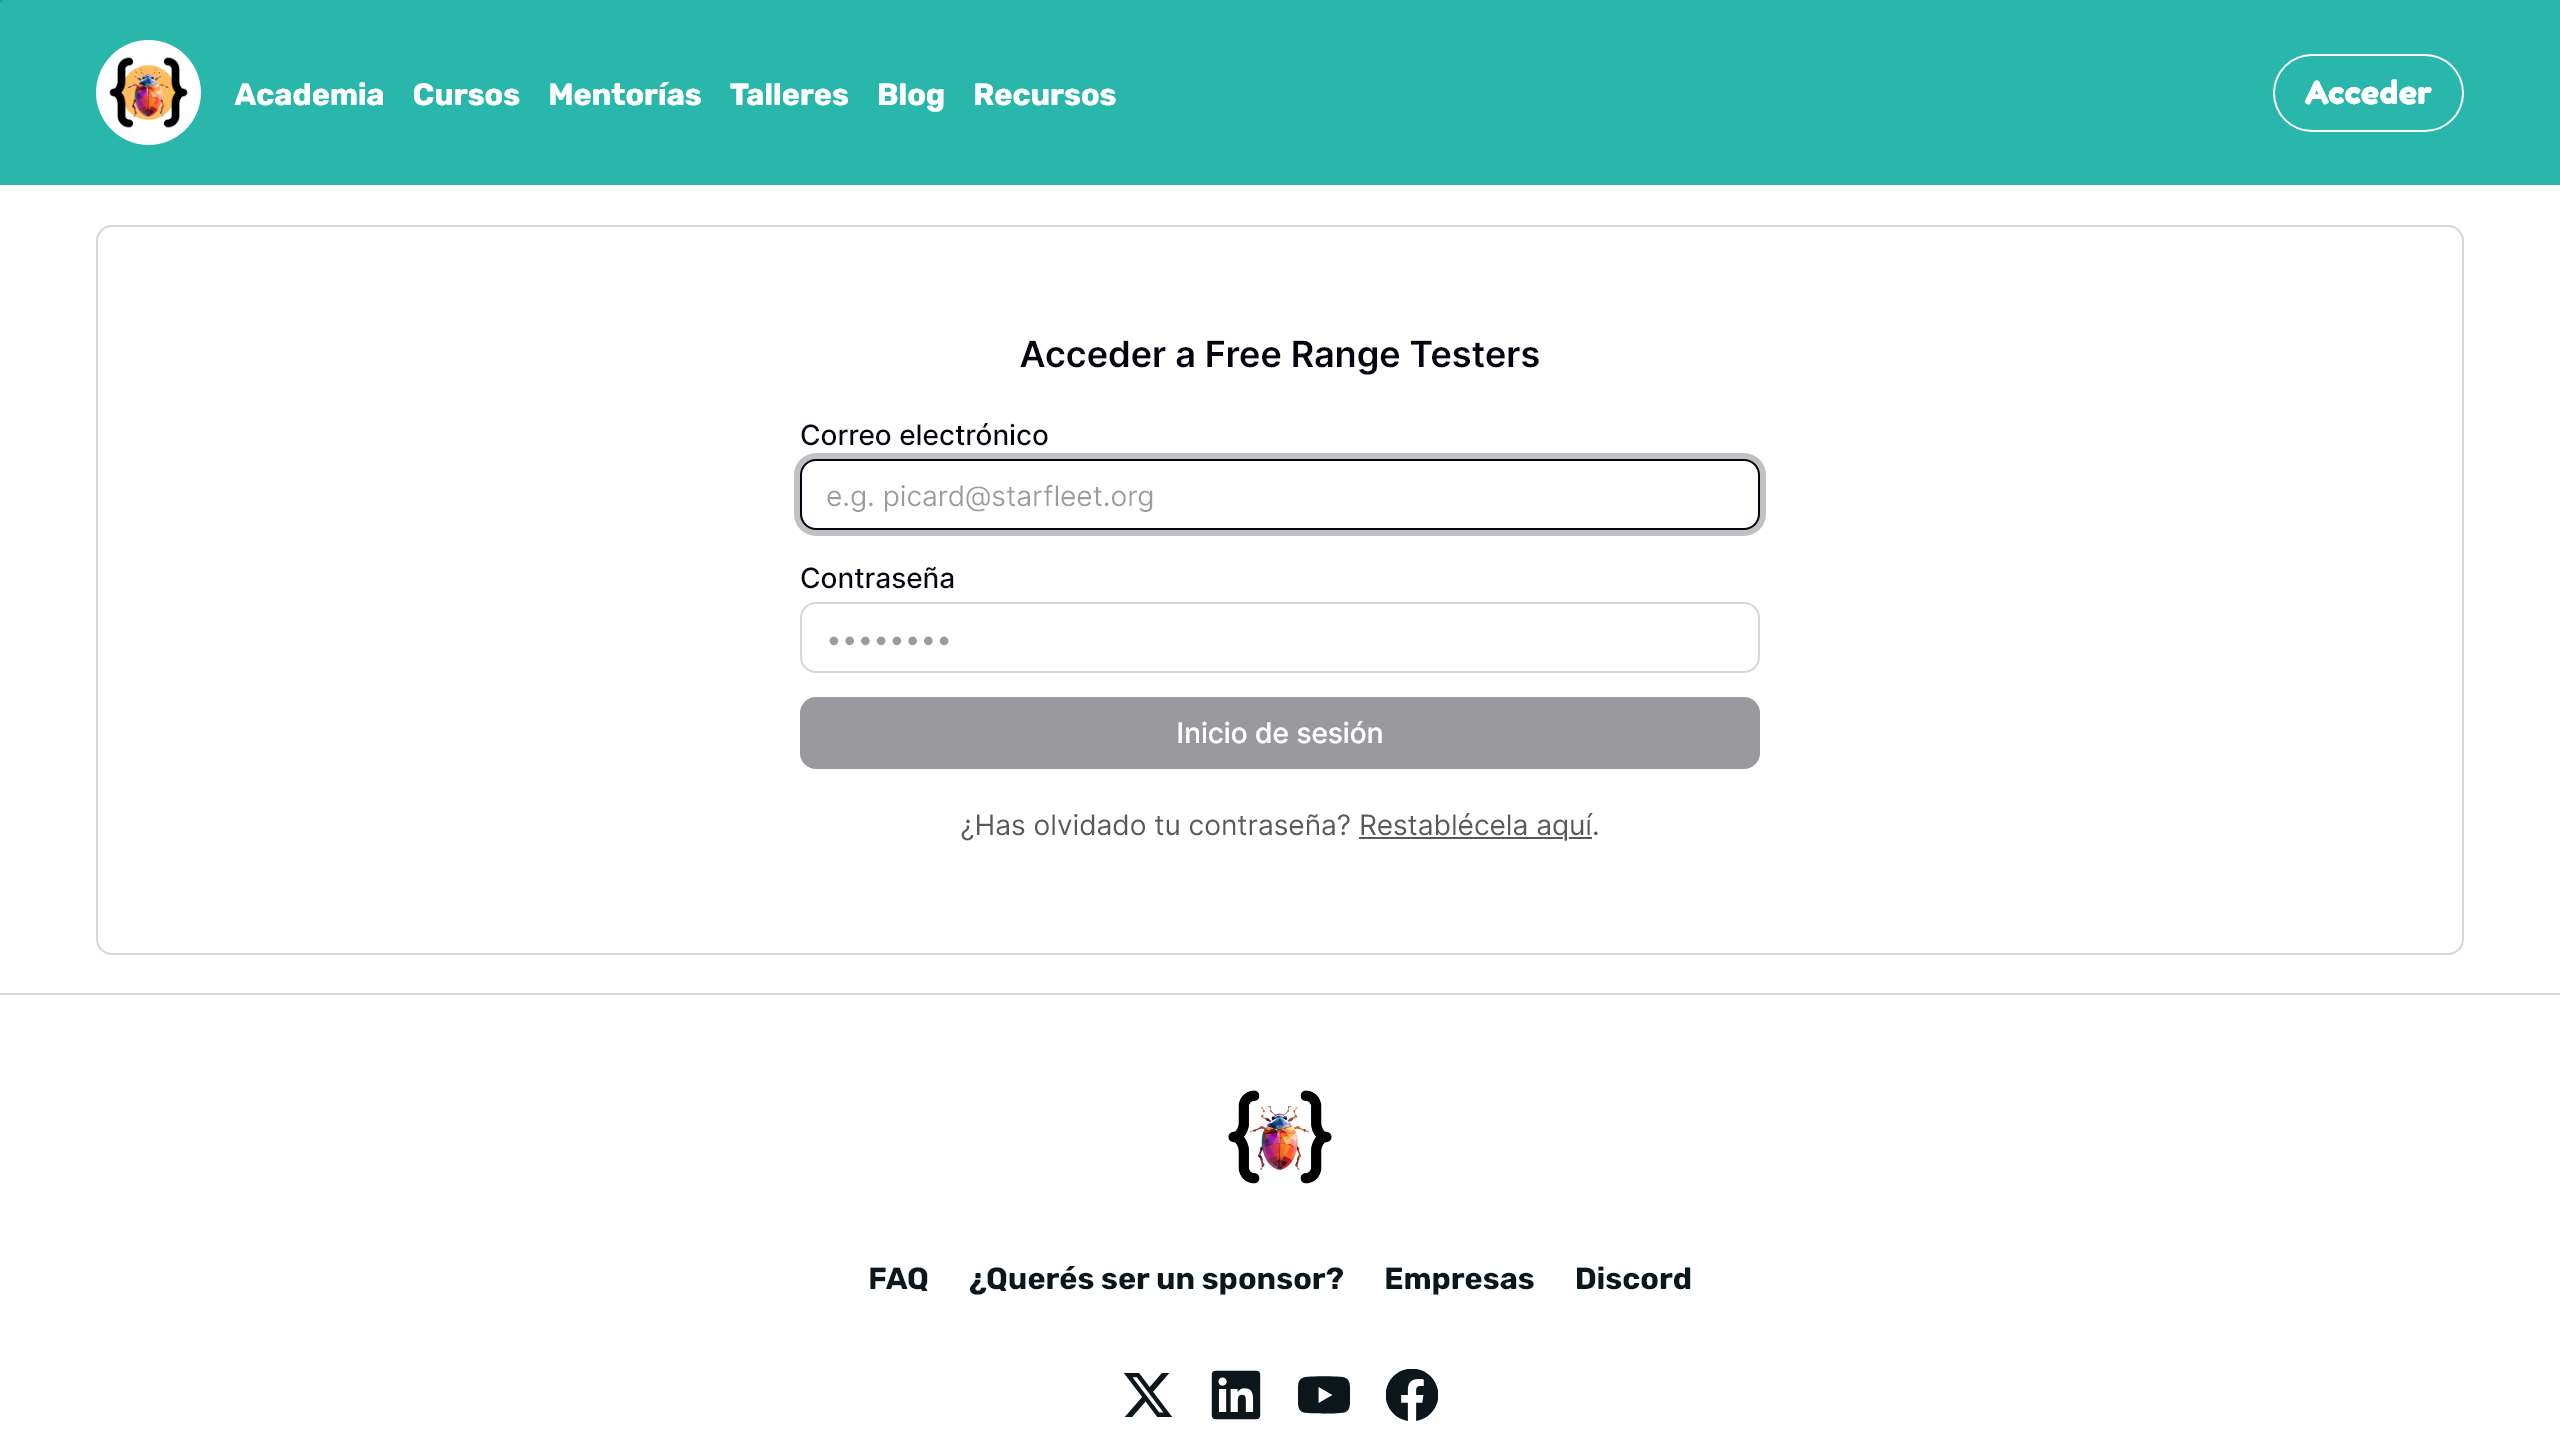 Academia Cursos Mentorías Talleres Blog Recursos Acceder
Acceder a Free Range Testers
Correo electrónico
e.g. picard@starfleet.org
Contraseña
••••••••
Inicio de sesión
¿Has olvidado tu contraseña? Restablécela aquí.
FAQ ¿Querés ser un sponsor? Empresas Discord